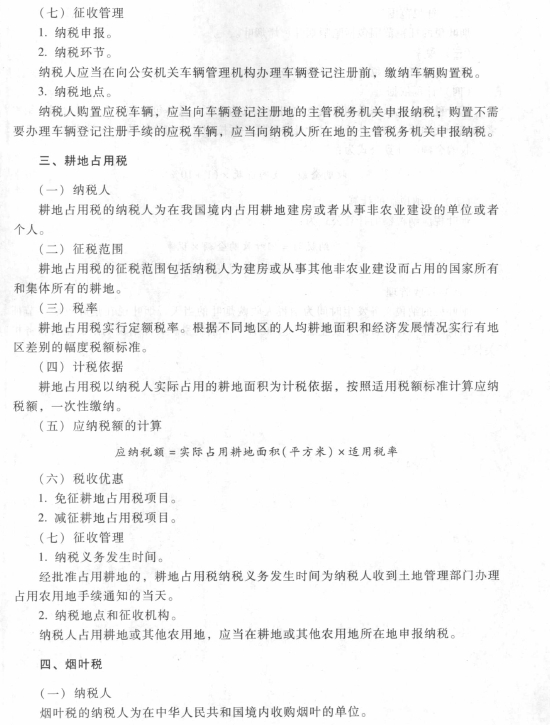 （七）征收管理
1. 纳税申报。
2. 纳税环节。
纳税人应当在向公安机关车辆管理机构办理车辆登记注册前，缴纳车辆购置税。
3. 纳税地点。
纳税人购置应税车辆，应当向车辆登记注册地的主管税务机关申报纳税；购置不需
要办理车辆登记注册手续的应税车辆，应当向纳税人所在地的主管税务机关申报纳税。
三、耕地占用税
（一）纳税人
耕地占用税的纳税人为在我国境内占用耕地建房或者从事非农业建设的单位或者
个人。
（二）征税范围
耕地占用税的征税范围包括纳税人为建房或从事其他非农业建设而占用的国家所有
和集体所有的耕地。
（三）税率
耕地占用税实行定额税率。根据不同地区的人均耕地面积和经济发展情况实行有地
区差别的幅度税额标准。
（四）计税依据
耕地占用税以纳税人实际占用的耕地面积为计税依据，按照适用税额标准计算应纳
税额，一次性缴纳。
（五）应纳税额的计算
应纳税额＝实际占用耕地面积(平方米)×适用税率
（六）税收优惠
1. 免征耕地占用税项目。
2. 减征耕地占用税项目。
（七）征收管理
1. 纳税义务发生时间。
经批准占用耕地的，耕地占用税纳税义务发生时间为纳税人收到土地管理部门办理
占用农用地手续通知的当天。
2. 纳税地点和征收机构。
纳税人占用耕地或其他农用地，应当在耕地或其他农用地所在地申报纳税。
四、烟叶税
（一）纳税人
烟叶税的纳税人为在中华人民共和国境内收购烟叶的单位。